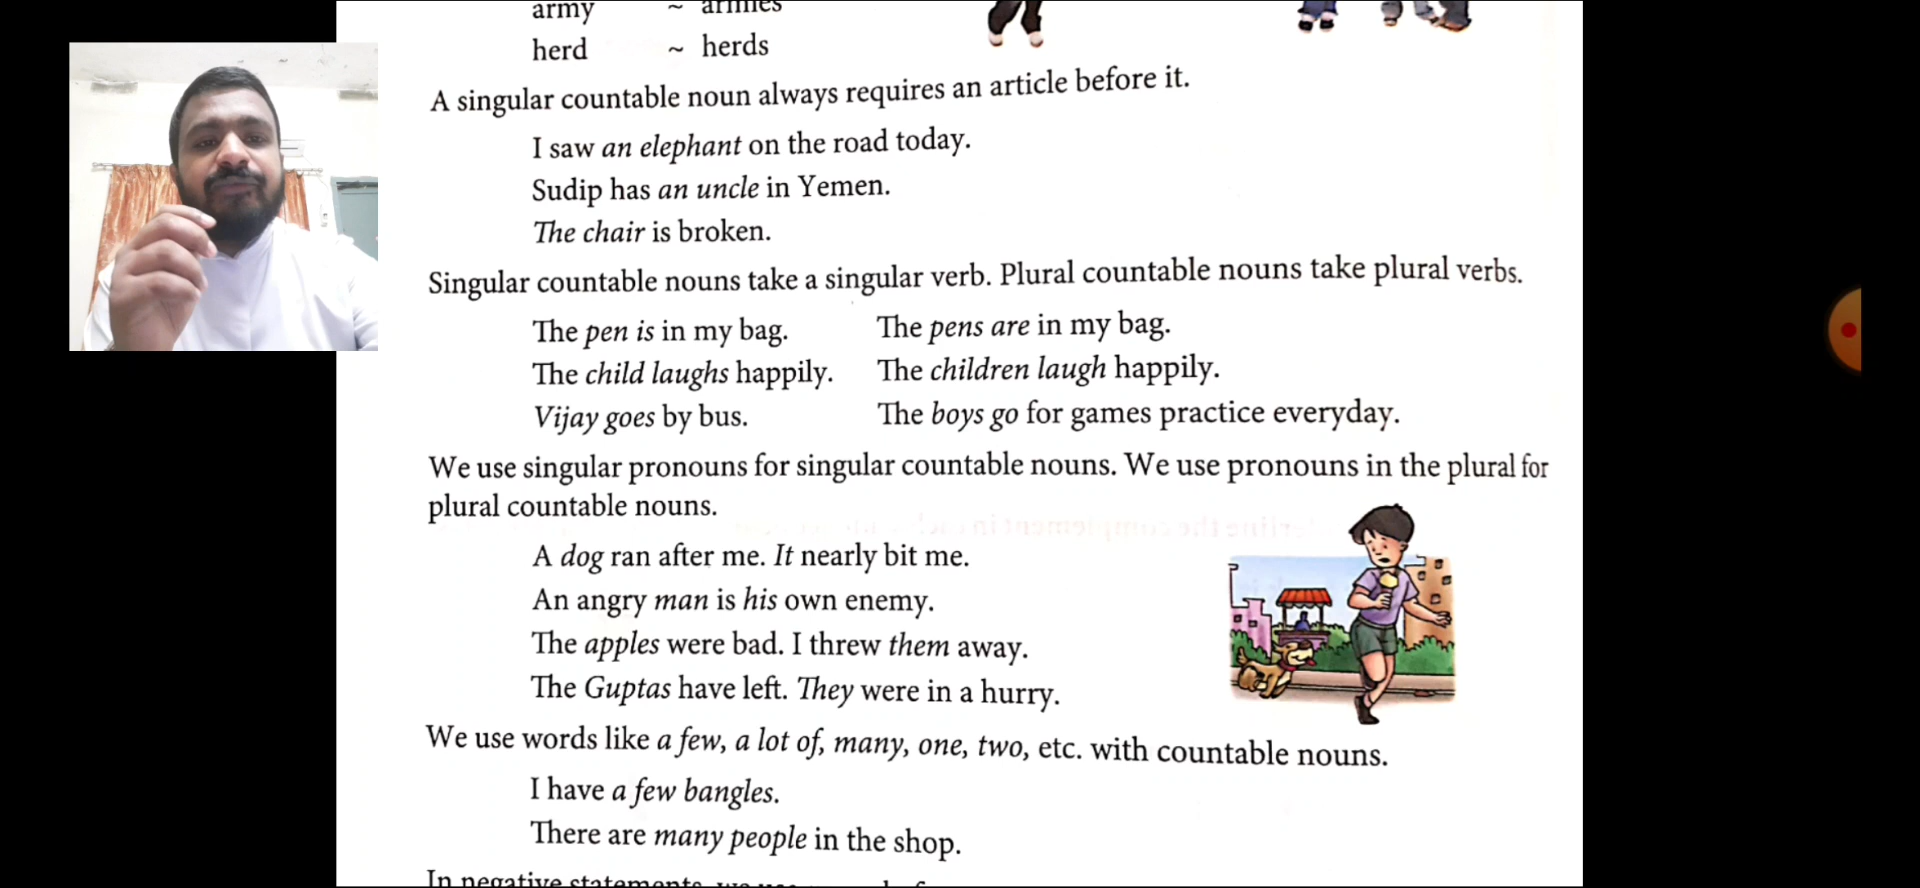 army ~ armies
herd ~ herds
A singular countable noun always requires an article before it.
I saw an elephant on the road today.
Sudip has an uncle in Yemen.
The chair is broken.
Singular countable nouns take a singular verb. Plural countable nouns take plural verbs.
The pen is in my bag. The pens are in my bag.
The child laughs happily. The children laugh happily.
Vijay goes by bus. The boys go for games practice everyday.
We use singular pronouns for singular countable nouns. We use pronouns in the plural for
plural countable nouns.
A dog ran after me. It nearly bit me.
An angry man is his own enemy.
The apples were bad. I threw them away.
The Guptas have left. They were in a hurry.
We use words like a few, a lot of, many, one, two, etc. with countable nouns.
I have a few bangles.
There are many people in the shop.
In negative statements, we use